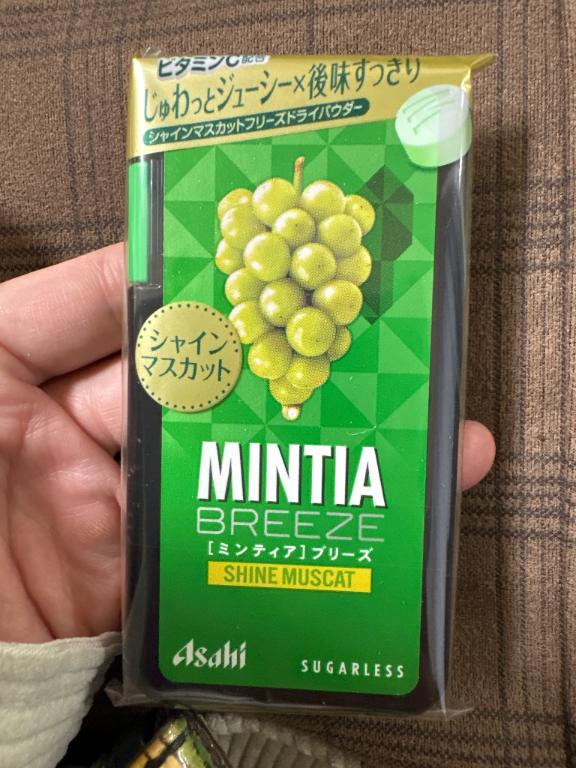 ビタミンC配合
じゅわっとジューシー×後味すっきり
シャインマスカットフリーズドライパウダー
シャイン
マスカット
MINTIA
BREEZE
[ミンティア]ブリーズ
SHINE MUSCAT
Asahi
SUGARLESS